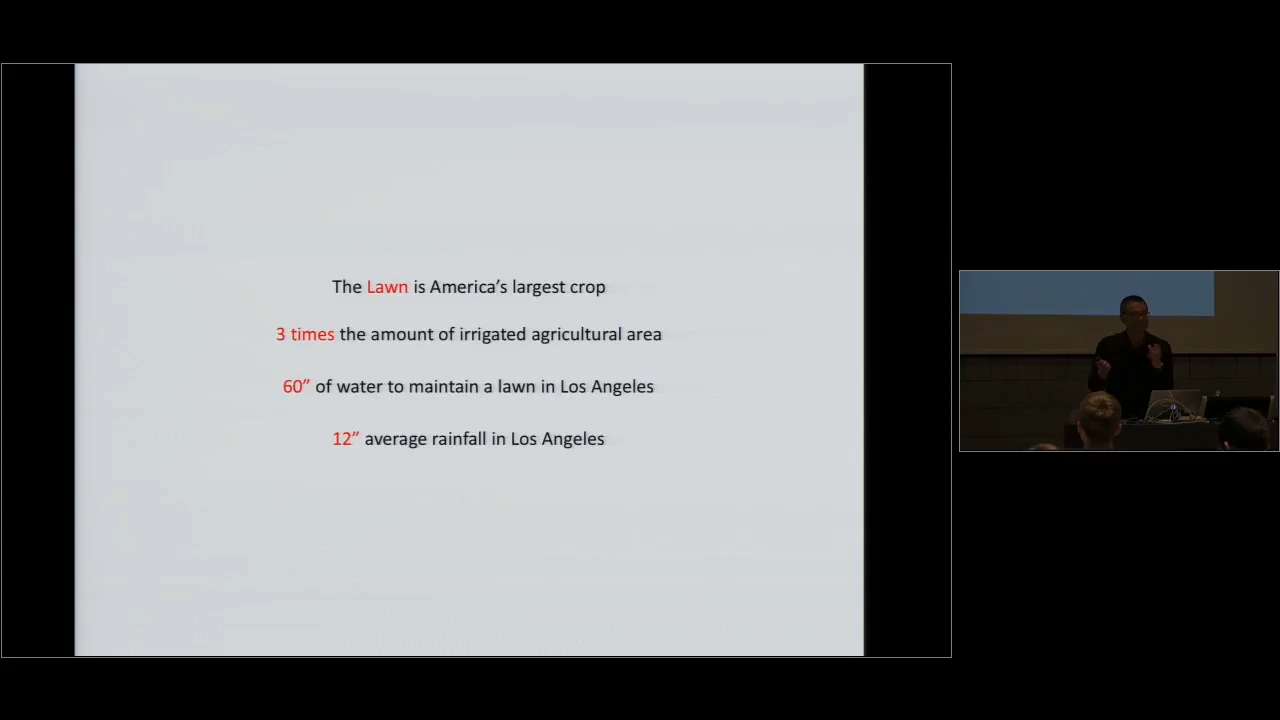 The Lawn is America’s largest crop
3 times the amount of irrigated agricultural area
60” of water to maintain a lawn in Los Angeles
12” average rainfall in Los Angeles